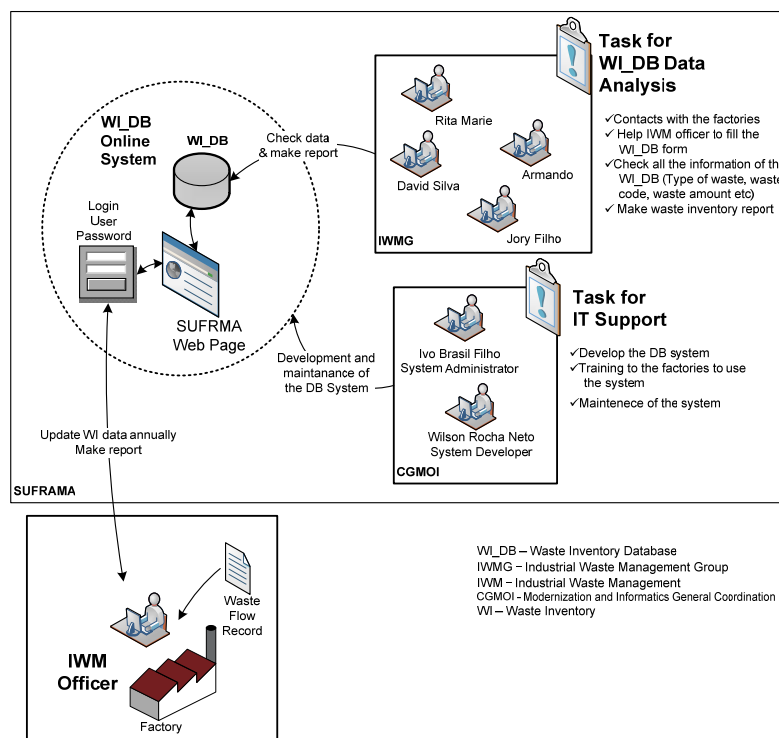 Task for
WI_DB Data
Analysis
✓Contacts with the factories
✓ Help IWM officer to fill the
WI_DB form
✓Check all the information of th
WI_DB (Type of waste, waste
code, waste amount etc)
✓ Make waste inventory report
Rita Marie
David Silva
Armando
Jory Filho
IWMG
Check data
& make report
WI_DB
Online
System
WI_DB
Login
User
Password
SUFRMA
Web Page
Task for
IT Support
✓Develop the DB system
✓Training to the factories to use
the system
✓Maintenece of the system
Ivo Brasil Filho
System Administrator
Wilson Rocha Neto
System Developer
CGMOI
Development and
maintanance of
the DB System
Update WI data annually
Make report
SUFRAMA
Waste
Flow
Record
IWM
Officer
Factory
WI_DB – Waste Inventory Database
IWMG – Industrial Waste Management Group
IWM – Industrial Waste Management
CGMOI - Modernization and Informatics General Coordination
WI – Waste Inventory